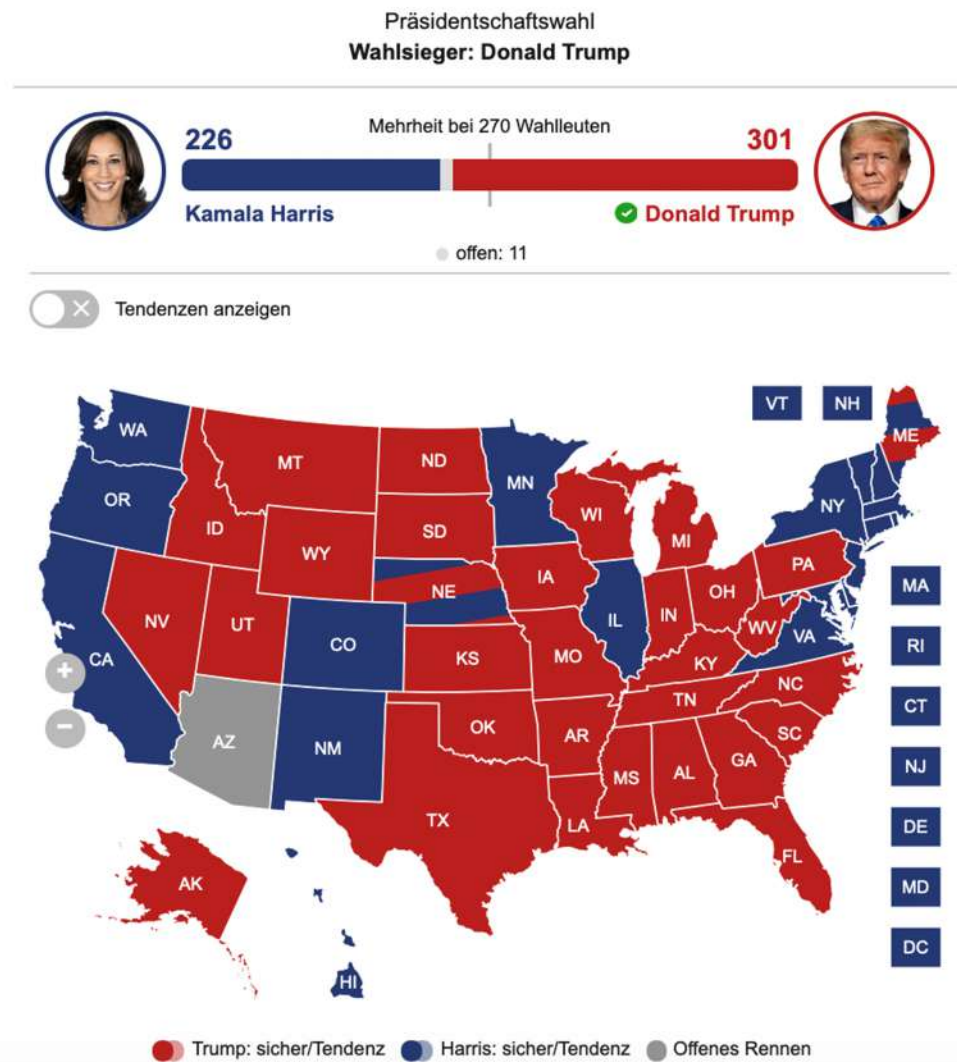 Präsidentschaftswahl
Wahlsieger: Donald Trump
226
Mehrheit bei 270 Wahlleuten
301
Kamala Harris
Donald Trump
offen: 11
Tendenzen anzeigen
VT
NH
WA
ME
MT
ND
MN
OR
NY
ID
SD
WI
MI
WY
PA
IA
NE
OH
MA
NV
UT
IL
IN
WV
VA
CO
RI
CA
KS
MO
KY
+
NC
TN
CT
−
AZ
NM
OK
AR
SC
MS
AL
GA
NJ
TX
LA
DE
FL
AK
MD
DC
HI
Trump: sicher/Tendenz
Harris: sicher/Tendenz
Offenes Rennen